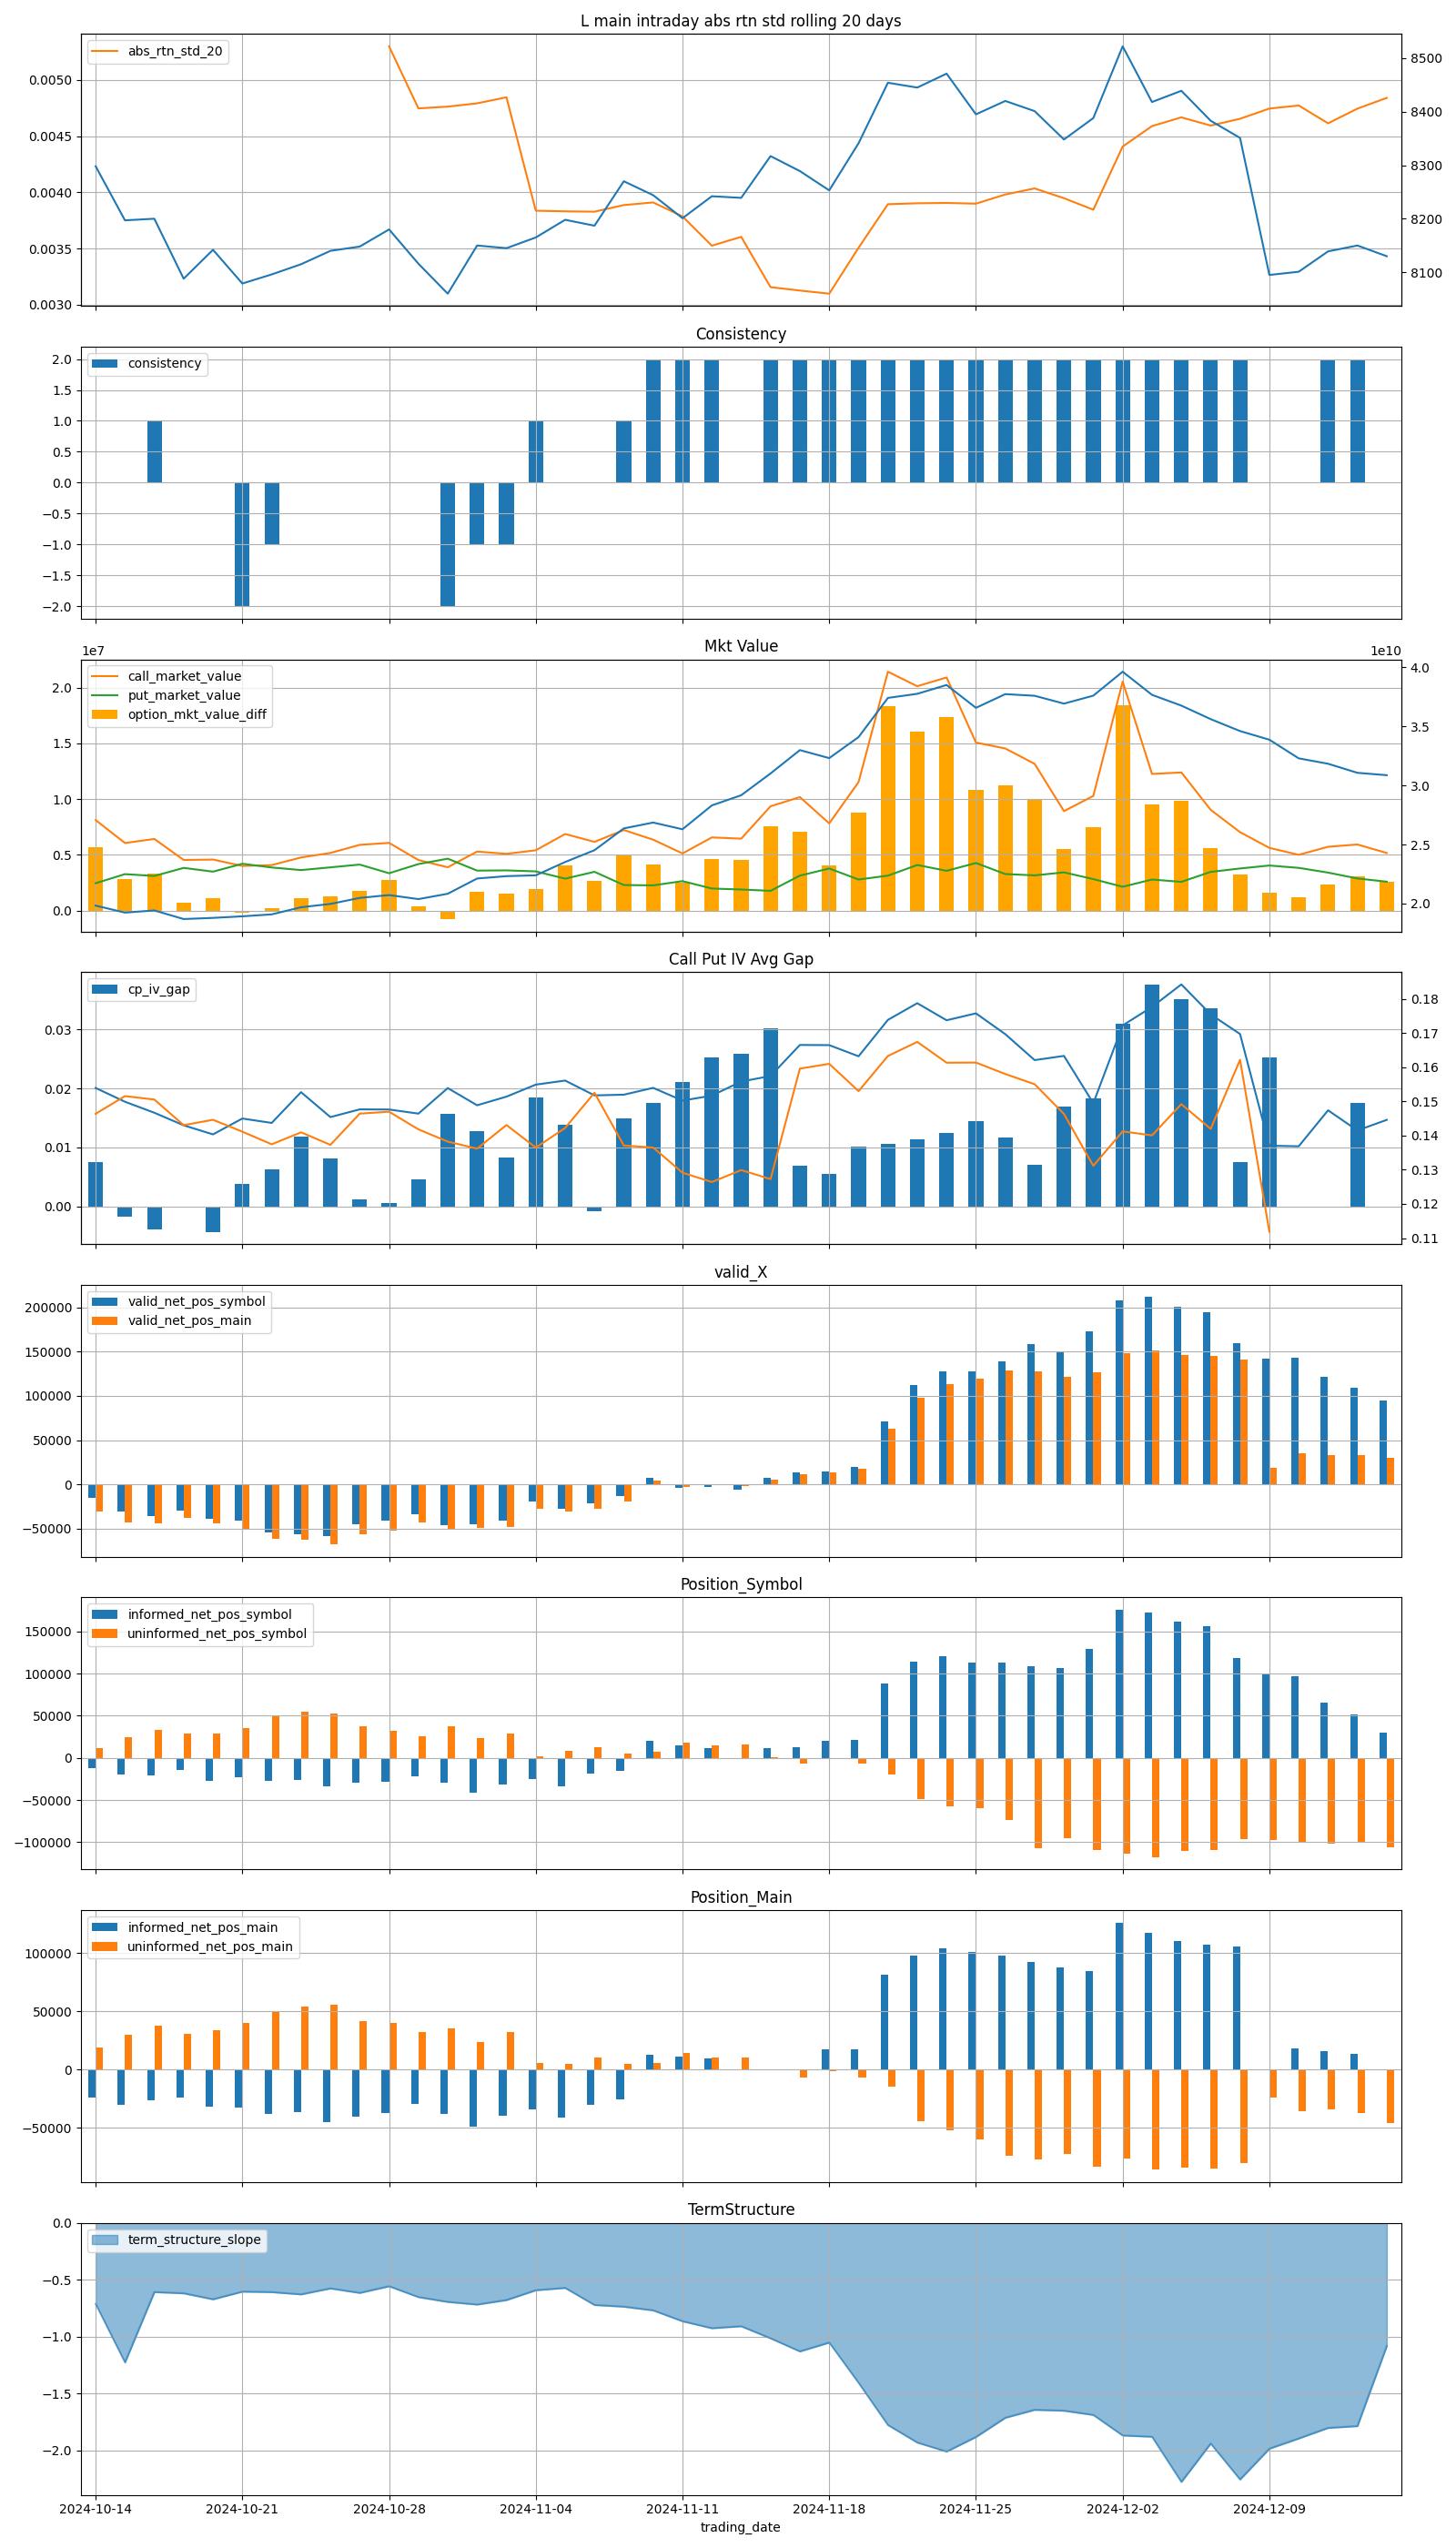 L main intraday abs rtn std rolling 20 days
abs_rtn_std_20
0.0050
0.0045
0.0040
0.0035
0.0030
8500
8400
8300
8200
8100
Consistency
consistency
2.0
1.5
1.0
0.5
0.0
−0.5
−1.0
−1.5
−2.0
Mkt Value
1e7
1e10
call_market_value
put_market_value
option_mkt_value_diff
2.0
1.5
1.0
0.5
0.0
4.0
3.5
3.0
2.5
2.0
Call Put IV Avg Gap
cp_iv_gap
0.03
0.02
0.01
0.00
0.18
0.17
0.16
0.15
0.14
0.13
0.12
0.11
valid_X
valid_net_pos_symbol
valid_net_pos_main
200000
150000
100000
50000
0
−50000
Position_Symbol
informed_net_pos_symbol
uninformed_net_pos_symbol
150000
100000
50000
0
−50000
−100000
Position_Main
informed_net_pos_main
uninformed_net_pos_main
100000
50000
0
−50000
TermStructure
term_structure_slope
0.0
−0.5
−1.0
−1.5
−2.0
2024-10-14
2024-10-21
2024-10-28
2024-11-04
2024-11-11
2024-11-18
2024-11-25
2024-12-02
2024-12-09
trading_date